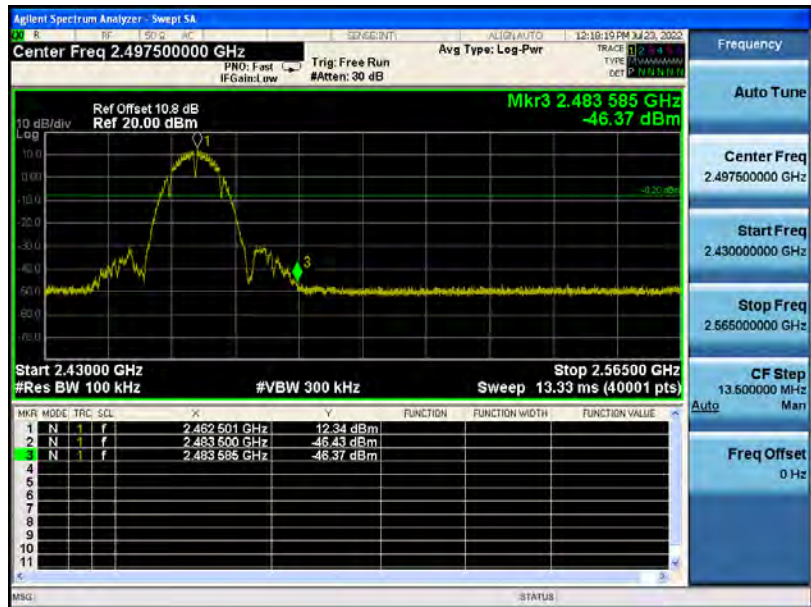 Agilent Spectrum Analyzer - Swept SA
R RF 50 Ω AC SENSE:INT ALIGN AUTO 12:18:19 PM Jul 23, 2022
Center Freq 2.497500000 GHz
PNO: Fast
IFGain:Low
Trig: Free Run
#Atten: 30 dB
Avg Type: Log-Pwr
TRACE 1 2 3 4 5 6
TYPE
DET P N N N N N
Frequency
Auto Tune
Center Freq
2.497500000 GHz
Start Freq
2.430000000 GHz
Stop Freq
2.565000000 GHz
CF Step
13.500000 MHz
Auto Man
Freq Offset
0 Hz
Mkr3 2.483 585 GHz
-46.37 dBm
Ref Offset 10.8 dB
10 dB/div Ref 20.00 dBm
Log
1
10.0
0.00
-8.20 dBm
-10.0
-20.0
-30.0
3
-40.0
-50.0
-60.0
-70.0
Start 2.43000 GHz Stop 2.56500 GHz
#Res BW 100 kHz #VBW 300 kHz Sweep 13.33 ms (40001 pts)
MKR MODE TRC SCL X Y FUNCTION FUNCTION WIDTH FUNCTION VALUE
1 N 1 f 2.462 501 GHz 12.34 dBm
2 N 1 f 2.483 500 GHz -46.43 dBm
3 N 1 f 2.483 585 GHz -46.37 dBm
4
5
6
7
8
9
10
11
MSG STATUS